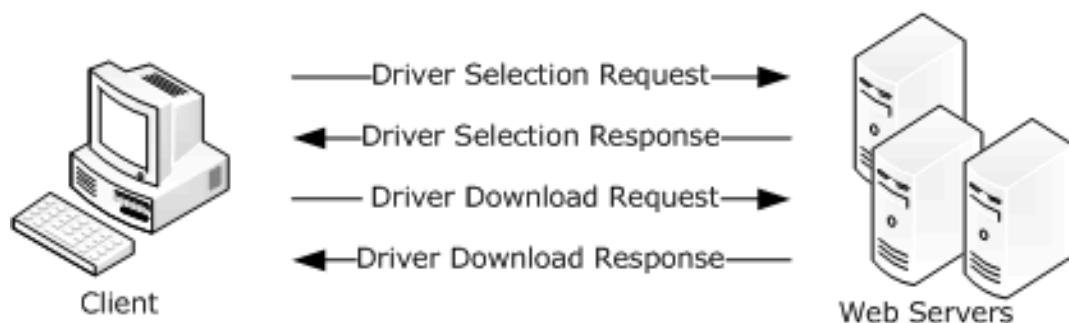 Driver Selection Request
Driver Selection Response
Driver Download Request
Driver Download Response
Client
Web Servers